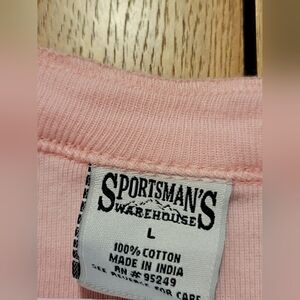 SPORTSMAN'S
WAREHOUSE
L
100% COTTON
MADE IN INDIA
RN # 95249
SEE REVERSE FOR CARE